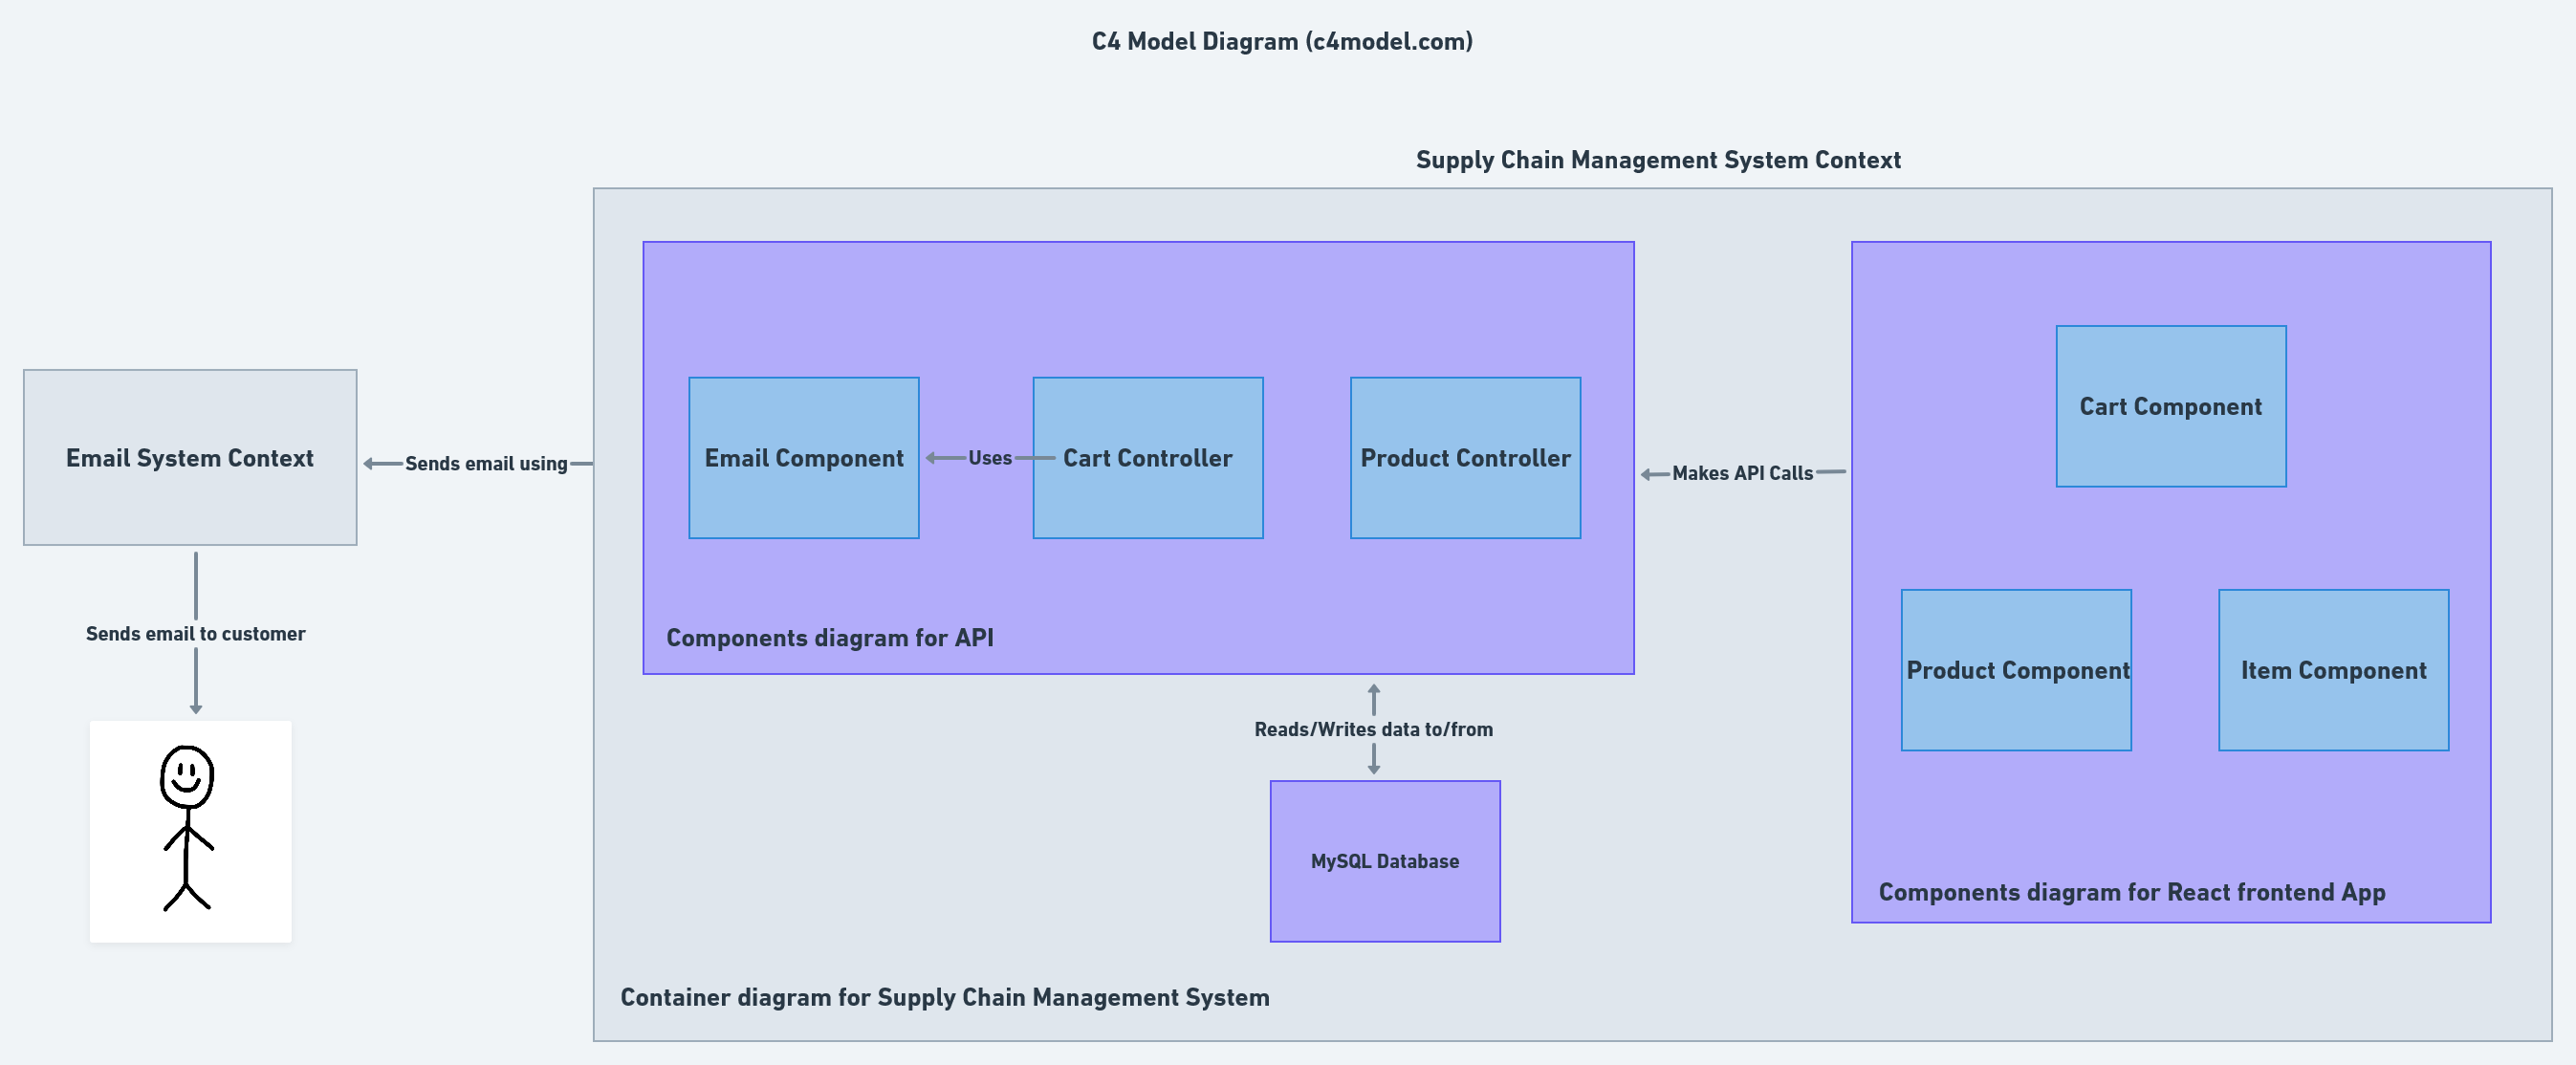 C4 Model Diagram (c4model.com)
Supply Chain Management System Context
Email System Context
Sends email using
Sends email to customer
Email Component
Uses
Cart Controller
Product Controller
Components diagram for API
Makes API Calls
Cart Component
Product Component
Item Component
Components diagram for React frontend App
Reads/Writes data to/from
MySQL Database
Container diagram for Supply Chain Management System